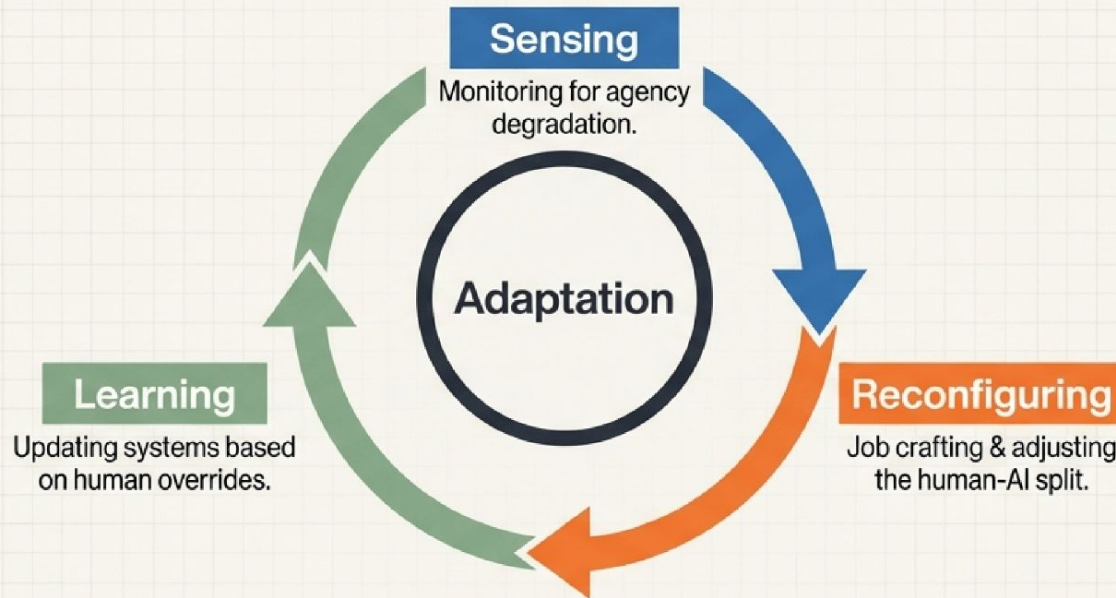 Sensing
Monitoring for agency
degradation.
Adaptation
Learning
Updating systems based
on human overrides.
Reconfiguring
Job crafting & adjusting
the human-AI split.